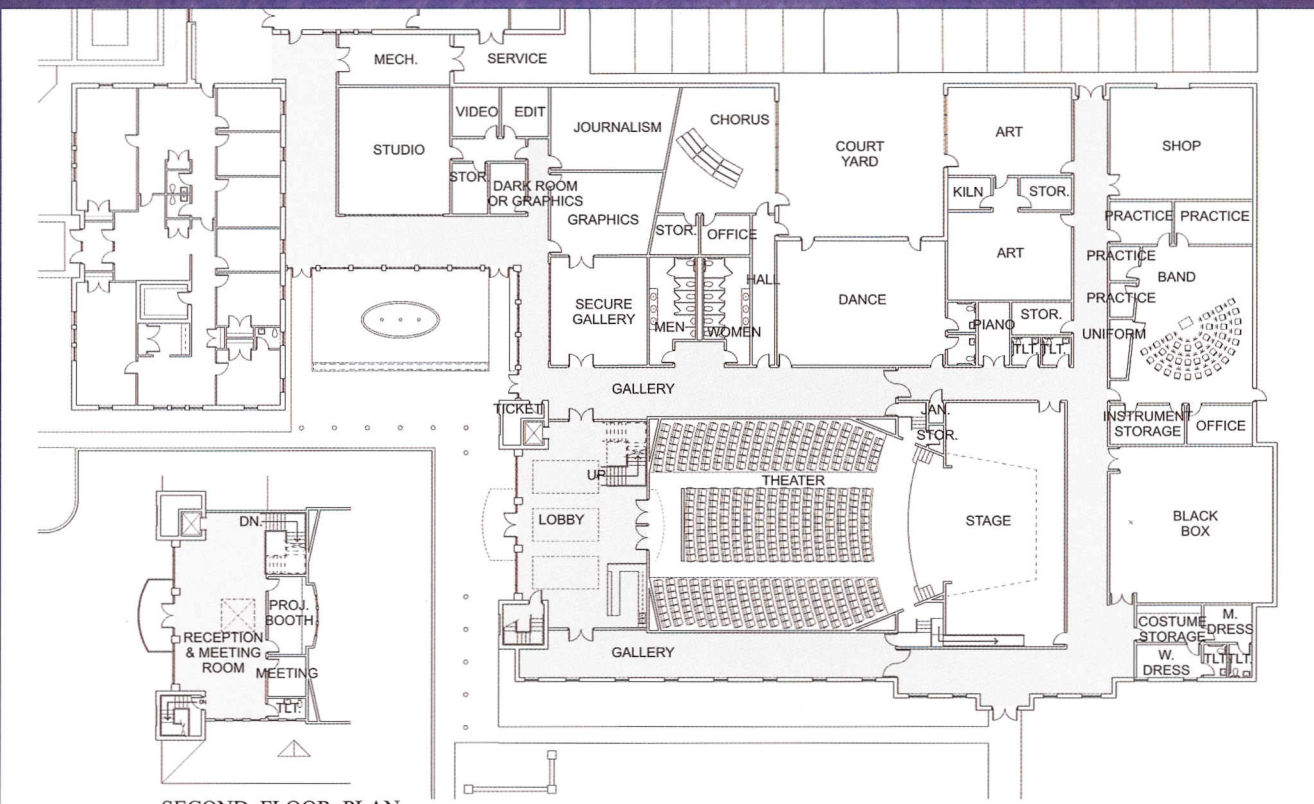 MECH.
SERVICE
VIDEO
EDIT
JOURNALISM
CHORUS
STUDIO
COURT
YARD
ART
SHOP
STOR.
DARK ROOM
OR GRAPHICS
KILN
STOR.
GRAPHICS
STOR.
OFFICE
PRACTICE
PRACTICE
ART
PRACTICE
BAND
HALL
SECURE
GALLERY
DANCE
PRACTICE
MEN
WOMEN
PIANO
STOR.
UNIFORM
TLT.
TLT.
GALLERY
TICKET
JAN.
STOR.
INSTRUMENT
STORAGE
OFFICE
UP
THEATER
LOBBY
STAGE
BLACK
BOX
DN.
PROJ.
BOOTH
RECEPTION
& MEETING
ROOM
MEETING
TLT.
DN
GALLERY
COSTUME
STORAGE
M.
DRESS
W.
DRESS
TLT.
TLT.
SECOND FLOOR PLAN